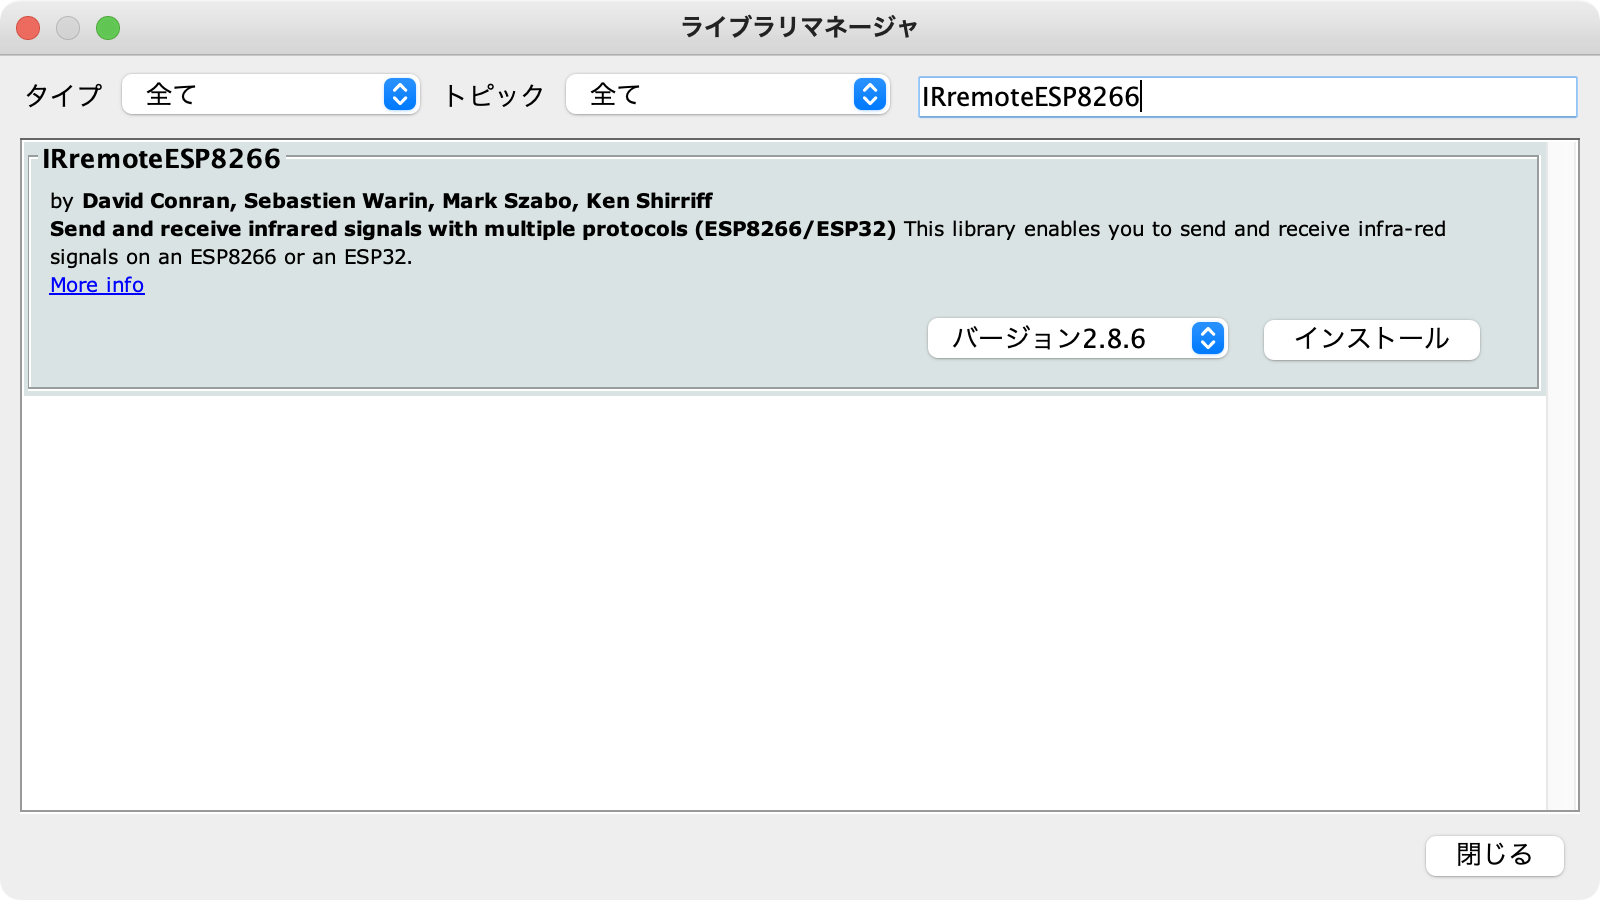 ライブラリマネージャ
タイプ 全て トピック 全て IRremoteESP8266
IRremoteESP8266
by David Conran, Sebastien Warin, Mark Szabo, Ken Shirriff
Send and receive infrared signals with multiple protocols (ESP8266/ESP32) This library enables you to send and receive infra-red
signals on an ESP8266 or an ESP32.
More info
バージョン2.8.6 インストール
閉じる